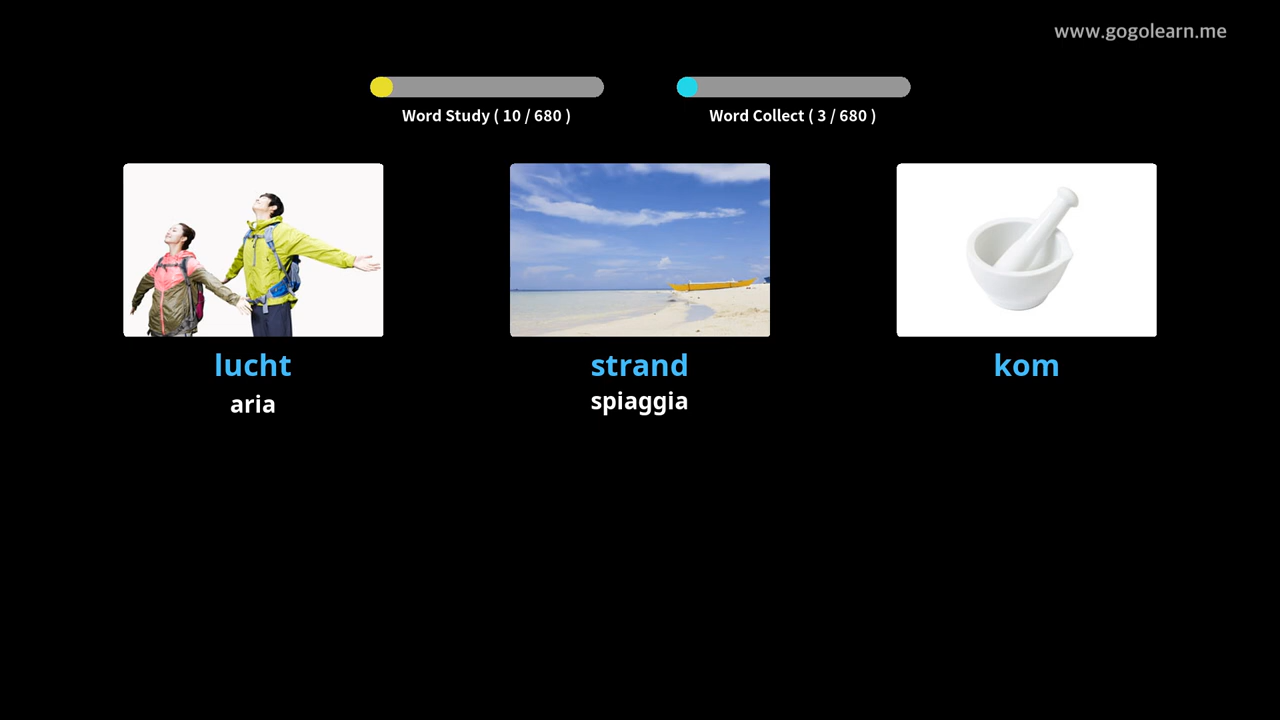 www.gogolearn.me
Word Study ( 10 / 680 )
Word Collect ( 3 / 680 )
lucht
aria
strand
spiaggia
kom